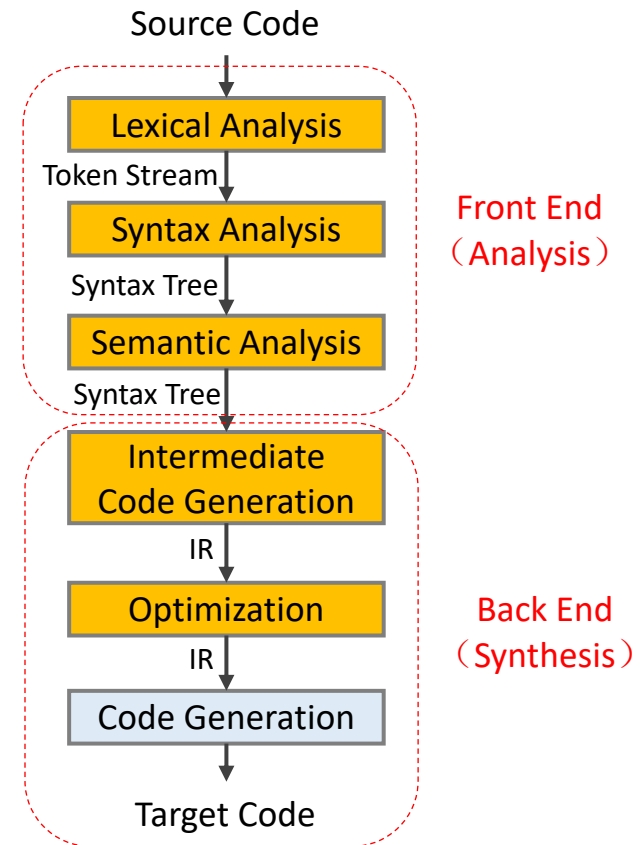 Source Code
Lexical Analysis
Token Stream
Syntax Analysis
Syntax Tree
Semantic Analysis
Syntax Tree
Front End
（Analysis）
Intermediate
Code Generation
IR
Optimization
IR
Code Generation
Target Code
Back End
（Synthesis）